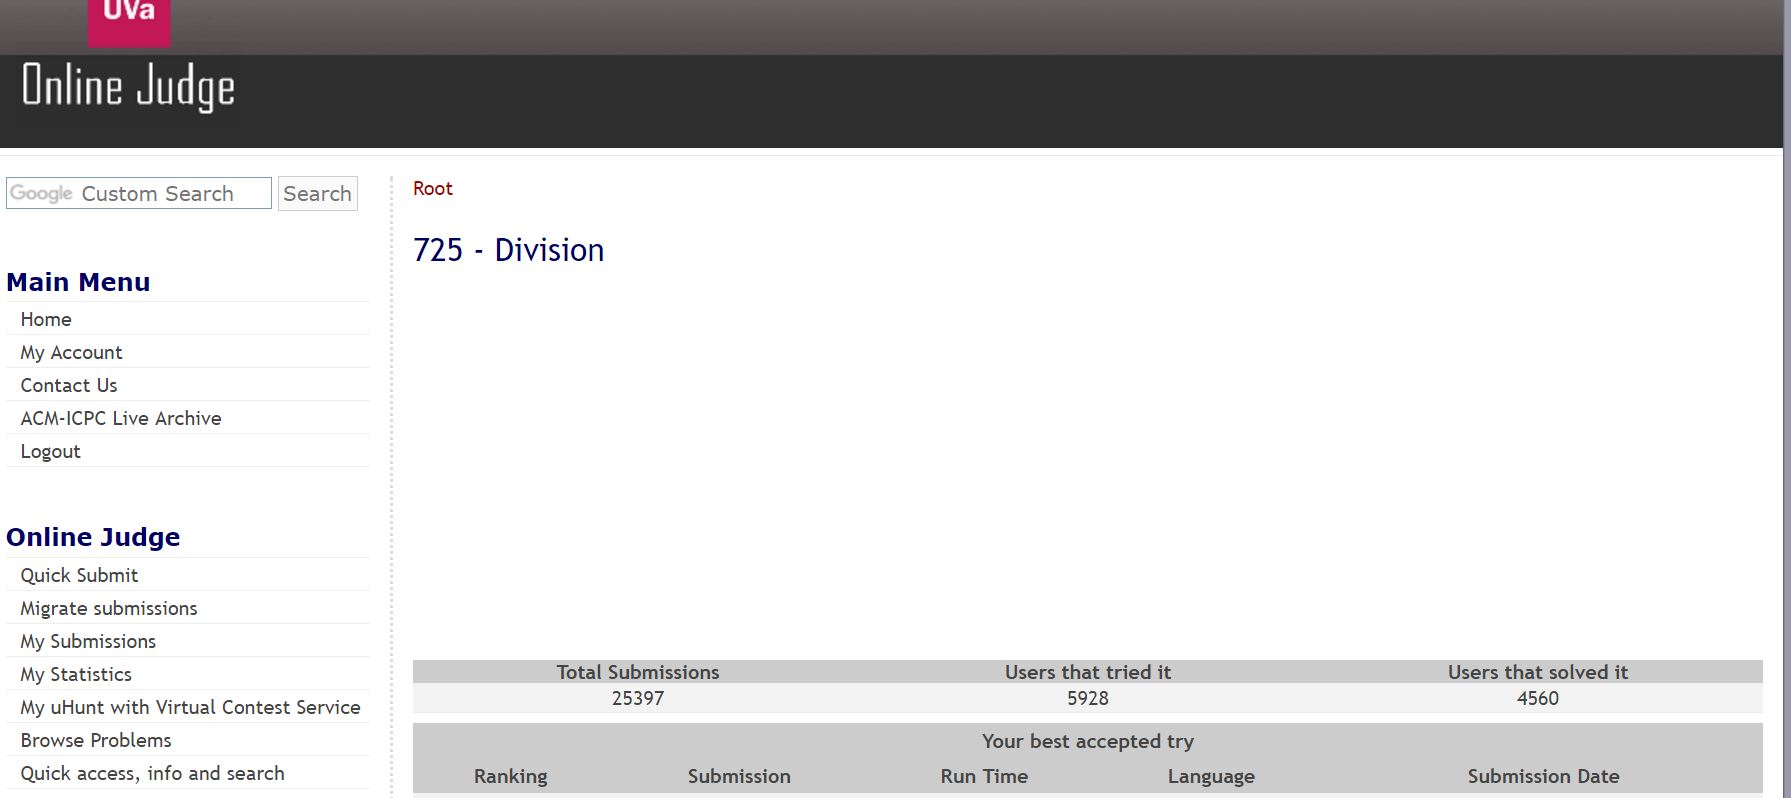 UVa
Online Judge
Google Custom Search Search
Main Menu
Home
My Account
Contact Us
ACM-ICPC Live Archive
Logout
Online Judge
Quick Submit
Migrate submissions
My Submissions
My Statistics
My uHunt with Virtual Contest Service
Browse Problems
Quick access, info and search
Root
725 - Division
Total Submissions Users that tried it Users that solved it
25397 5928 4560
Your best accepted try
Ranking Submission Run Time Language Submission Date